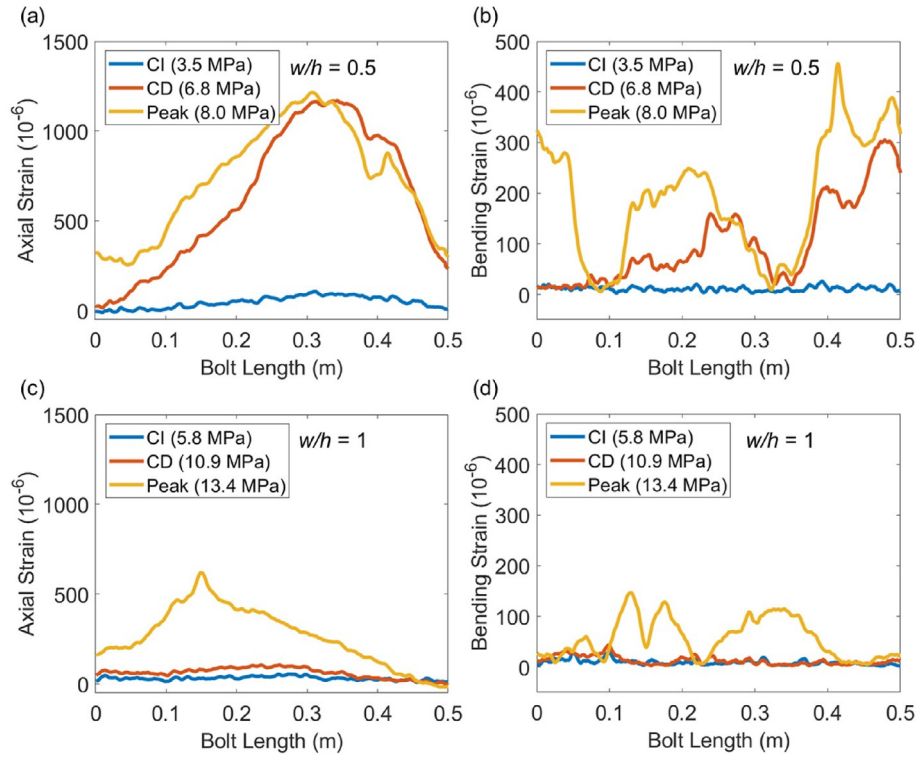 (a)
1500
1000
500
0
Axial Strain (10-6)
CI (3.5 MPa)
CD (6.8 MPa)
Peak (8.0 MPa)
w/h = 0.5
0 0.1 0.2 0.3 0.4 0.5
Bolt Length (m)
(b)
500
400
300
200
100
0
Bending Strain (10-6)
CI (3.5 MPa)
CD (6.8 MPa)
Peak (8.0 MPa)
w/h = 0.5
0 0.1 0.2 0.3 0.4 0.5
Bolt Length (m)
(c)
1500
1000
500
0
Axial Strain (10-6)
CI (5.8 MPa)
CD (10.9 MPa)
Peak (13.4 MPa)
w/h = 1
0 0.1 0.2 0.3 0.4 0.5
Bolt Length (m)
(d)
500
400
300
200
100
0
Bending Strain (10-6)
CI (5.8 MPa)
CD (10.9 MPa)
Peak (13.4 MPa)
w/h = 1
0 0.1 0.2 0.3 0.4 0.5
Bolt Length (m)